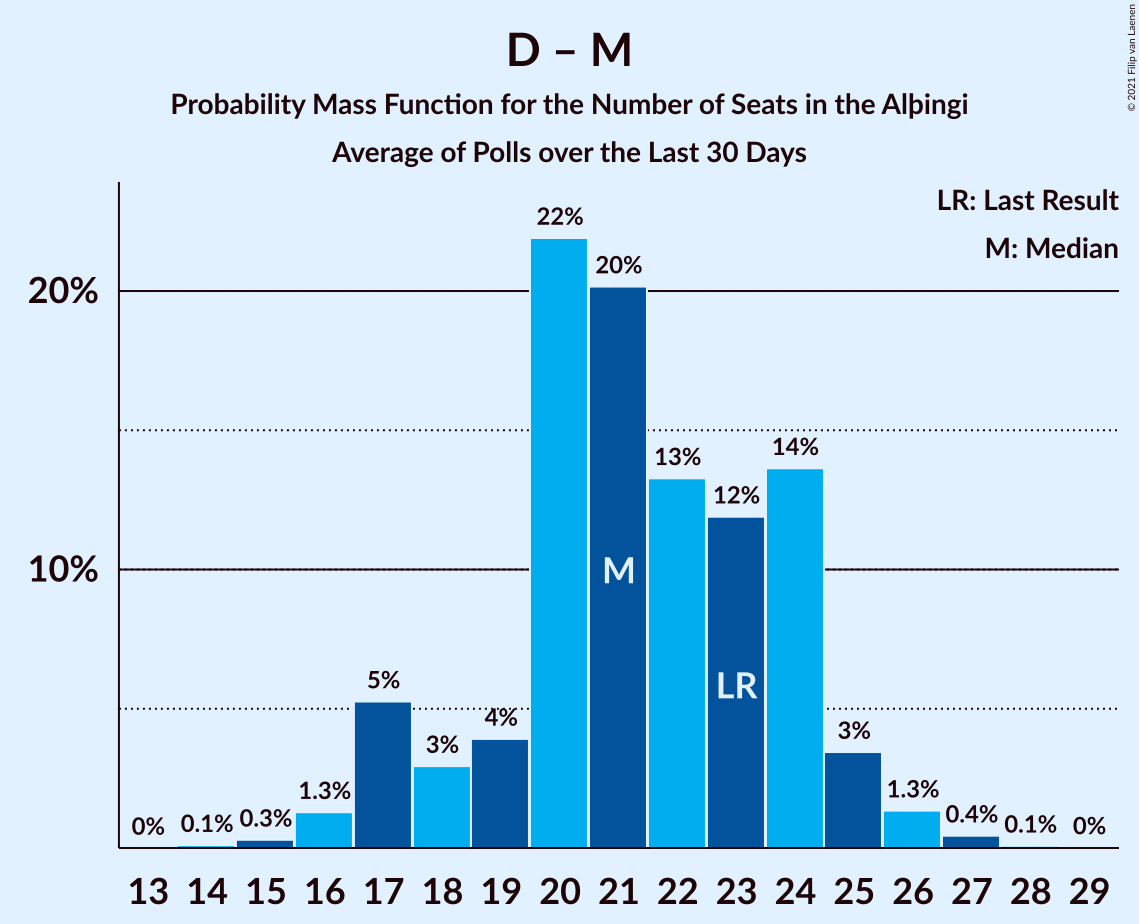 D – M
Probability Mass Function for the Number of Seats in the Alþingi
Average of Polls over the Last 30 Days
© 2021 Filip van Laenen
LR: Last Result
M: Median
20%
10%
0%
0.1%
0.3%
1.3%
5%
3%
4%
22%
20%
13%
12%
14%
3%
1.3%
0.4%
0.1%
0%
M
LR
13 14 15 16 17 18 19 20 21 22 23 24 25 26 27 28 29